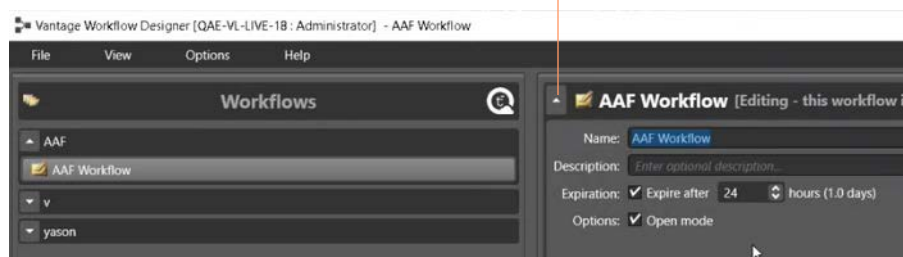 Vantage Workflow Designer [QAE-VL-LIVE-18 : Administrator] - AAF Workflow
File View Options Help
Workflows
AAF
AAF Workflow
v
yason
AAF Workflow [Editing - this workflow i
Name: AAF Workflow
Description: Enter optional description...
Expiration: Expire after 24 hours (1.0 days)
Options: Open mode